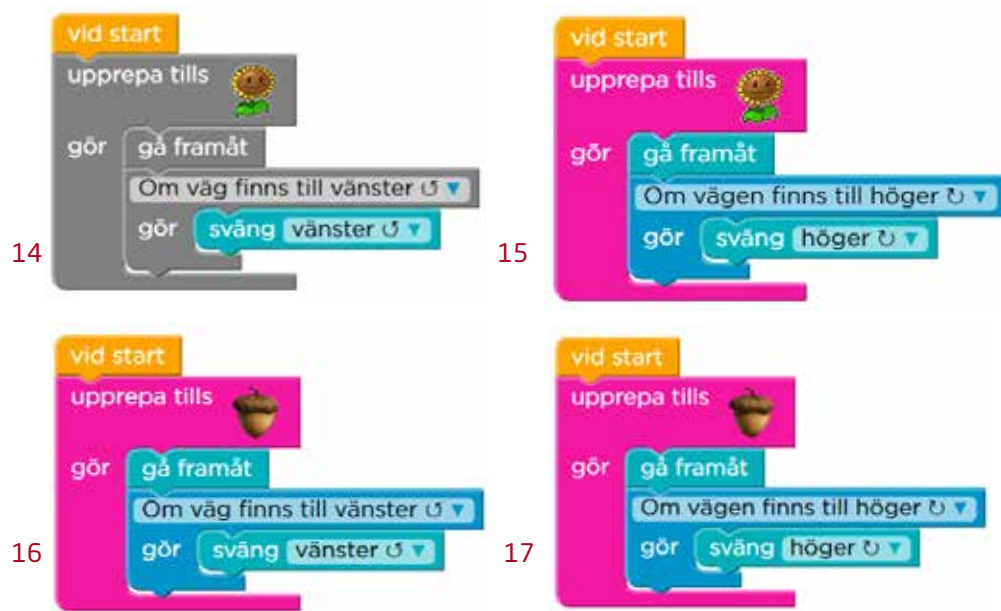 vid start
upprepa tills
gör gå framåt
Om väg finns till vänster ↺ ▼
gör sväng vänster ↺ ▼
14
vid start
upprepa tills
gör gå framåt
Om vägen finns till höger ↻ ▼
gör sväng höger ↻ ▼
15
vid start
upprepa tills
gör gå framåt
Om väg finns till vänster ↺ ▼
gör sväng vänster ↺ ▼
16
vid start
upprepa tills
gör gå framåt
Om vägen finns till höger ↻ ▼
gör sväng höger ↻ ▼
17